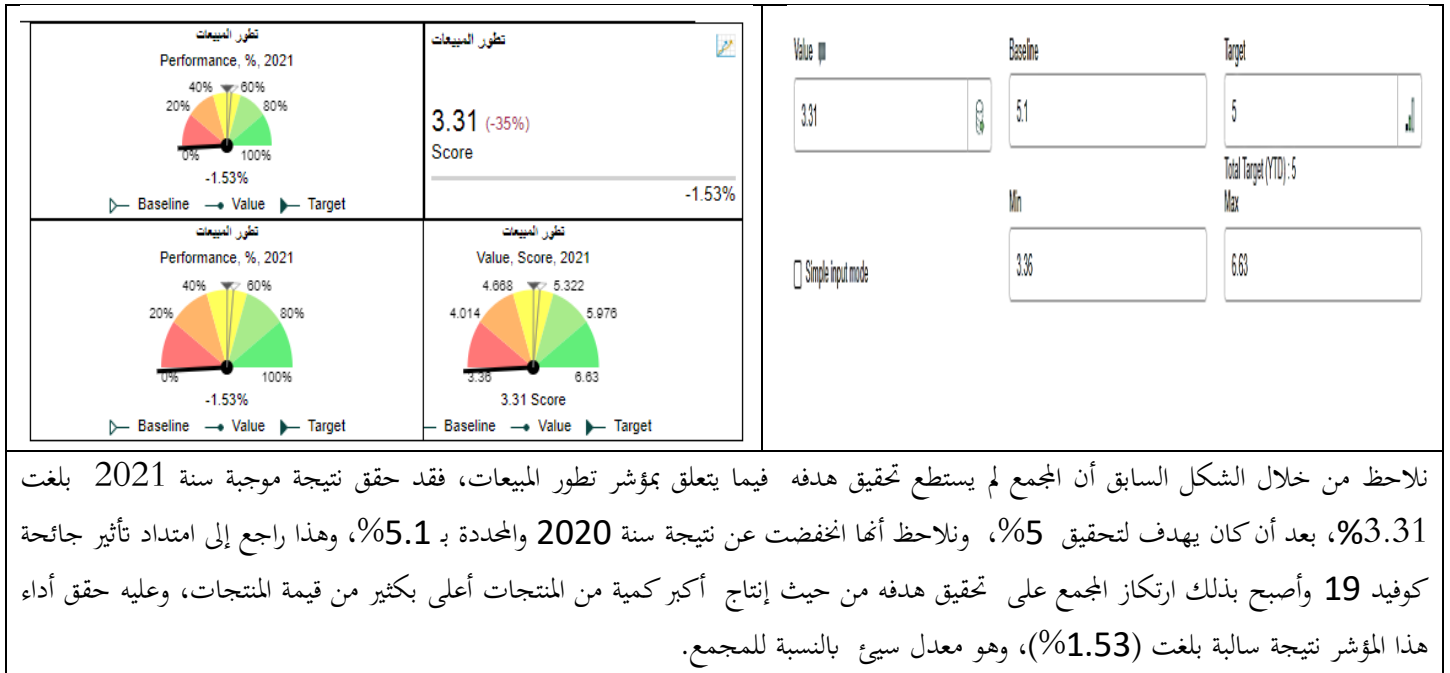 تطور المبيعات
Performance, %, 2021
40% 60%
20% 80%
0% 100%
-1.53%
Baseline Value Target
تطور المبيعات
3.31 (-35%)
Score
-1.53%
تطور المبيعات
Performance, %, 2021
40% 60%
20% 80%
0% 100%
-1.53%
Baseline Value Target
تطور المبيعات
Value, Score, 2021
4.668 5.322
4.014 5.976
3.36 6.63
3.31 Score
Baseline Value Target
Value Baseline Target
3.31 5.1 5
Total Target (YTD) : 5
Min Max
Simple input mode 3.36 6.63
نلاحظ من خلال الشكل السابق أن المجمع لم يستطع تحقيق هدفه فيما يتعلق بمؤشر تطور المبيعات، فقد حقق نتيجة موجبة سنة 2021 بلغت
3.31%، بعد أن كان يهدف لتحقيق 5%، ونلاحظ أنها انخفضت عن نتيجة سنة 2020 والمحددة بـ 5.1%، وهذا راجع إلى امتداد تأثير جائحة
كوفيد 19 وأصبح بذلك ارتكاز المجمع على تحقيق هدفه من حيث إنتاج أكبر كمية من المنتجات أعلى بكثير من قيمة المنتجات، وعليه حقق أداء
هذا المؤشر نتيجة سالبة بلغت (1.53%)، وهو معدل سيئ بالنسبة للمجمع.